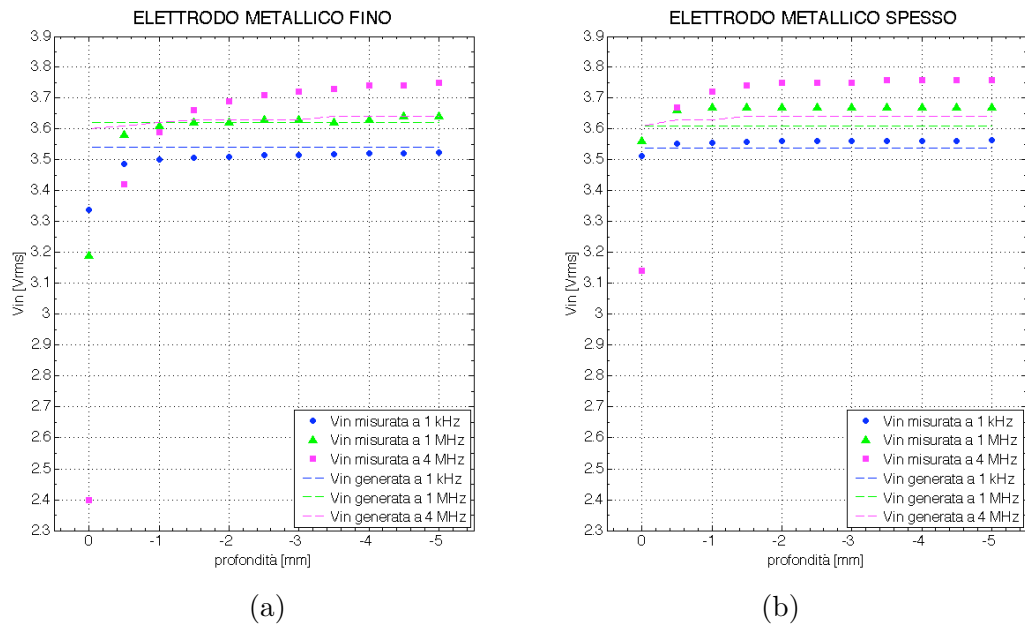 ELETTRODO METALLICO FINO
3.9
3.8
3.7
3.6
3.5
3.4
3.3
3.2
3.1
3
2.9
2.8
2.7
2.6
2.5
2.4
2.3
Vin [Vrms]
Vin misurata a 1 kHz
Vin misurata a 1 MHz
Vin misurata a 4 MHz
Vin generata a 1 kHz
Vin generata a 1 MHz
Vin generata a 4 MHz
0 -1 -2 -3 -4 -5
profondità [mm]
(a)
ELETTRODO METALLICO SPESSO
3.9
3.8
3.7
3.6
3.5
3.4
3.3
3.2
3.1
3
2.9
2.8
2.7
2.6
2.5
2.4
2.3
Vin [Vrms]
Vin misurata a 1 kHz
Vin misurata a 1 MHz
Vin misurata a 4 MHz
Vin generata a 1 kHz
Vin generata a 1 MHz
Vin generata a 4 MHz
0 -1 -2 -3 -4 -5
profondità [mm]
(b)